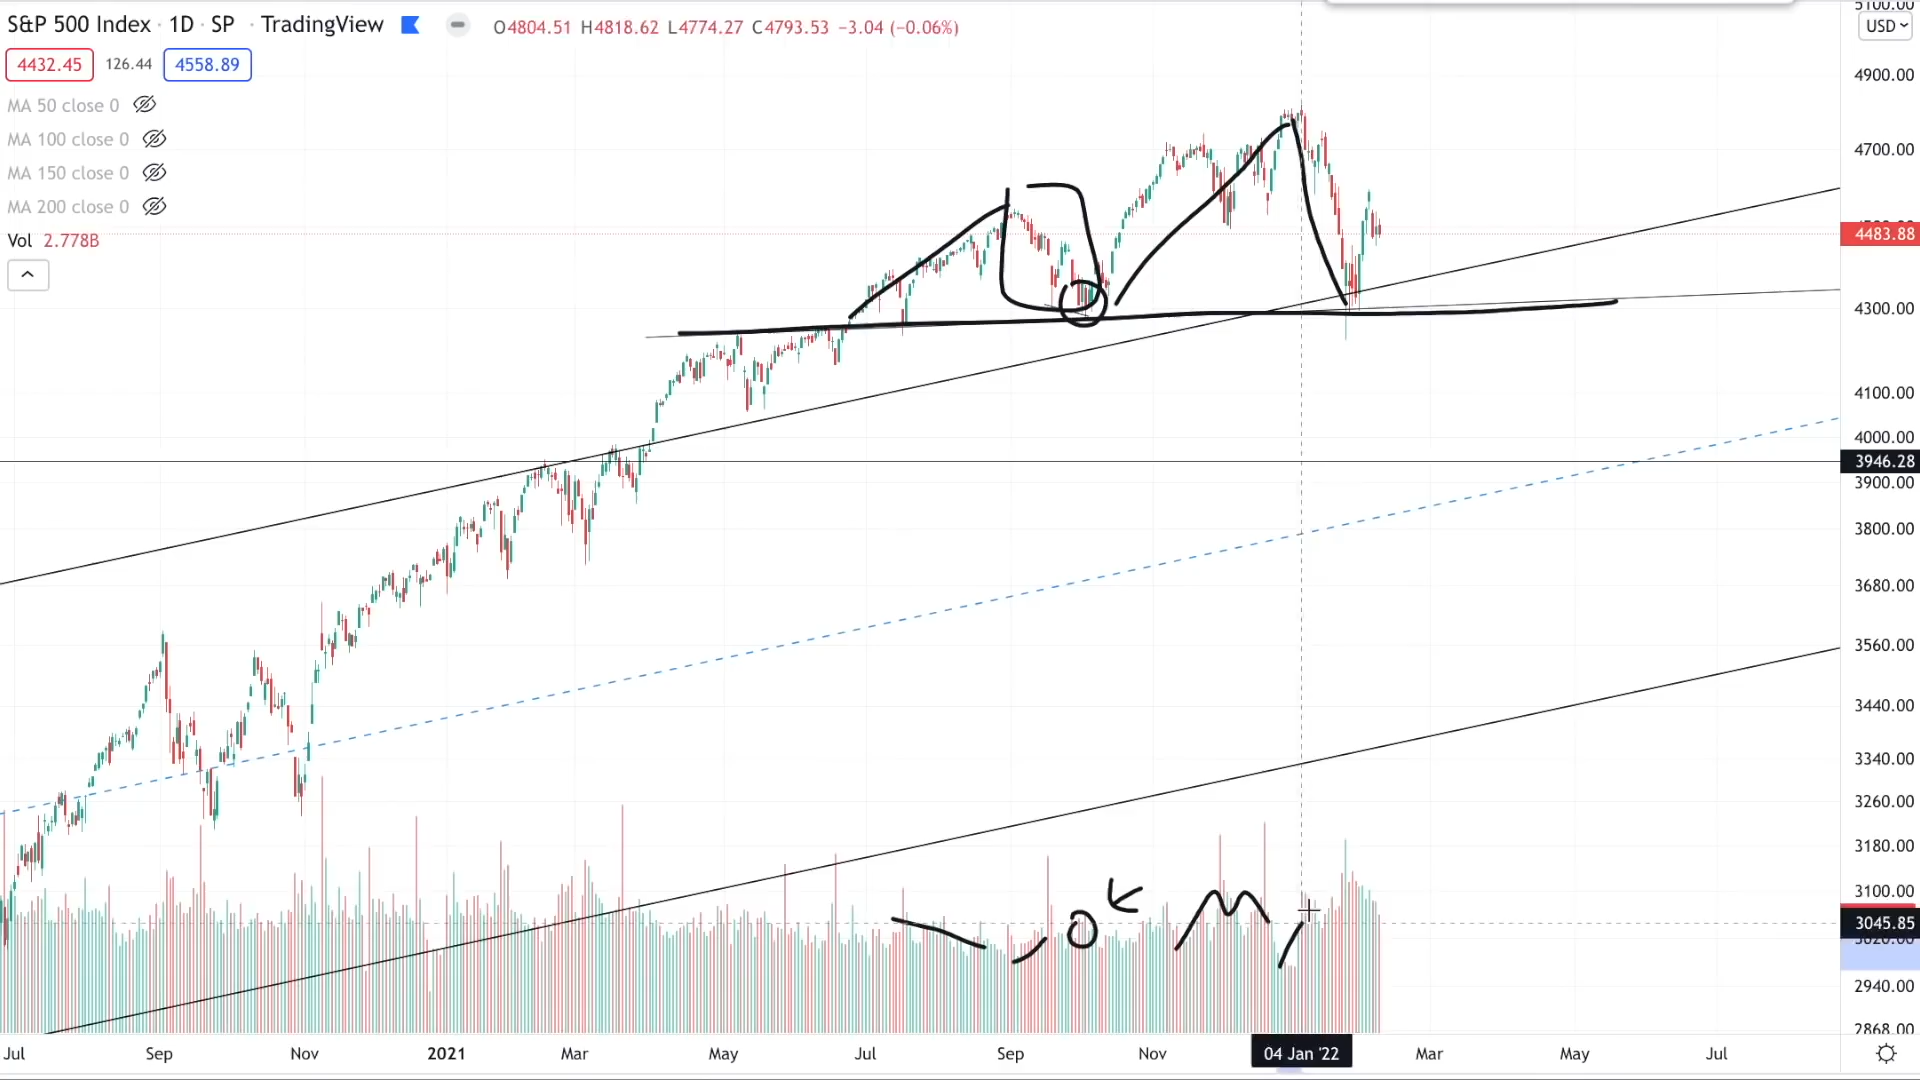 S&P 500 Index · 1D · SP · TradingView
O4804.51 H4818.62 L4774.27 C4793.53 −3.04 (−0.06%)
USD
4432.45 126.44 4558.89
MA 50 close 0
MA 100 close 0
MA 150 close 0
MA 200 close 0
Vol 2.778B
5100.00
4900.00
4700.00
4483.88
4300.00
4100.00
4000.00
3946.28
3900.00
3800.00
3680.00
3560.00
3440.00
3340.00
3260.00
3180.00
3100.00
3045.85
3020.00
2940.00
2868.00
Jul Sep Nov 2021 Mar May Jul Sep Nov 04 Jan '22 Mar May Jul